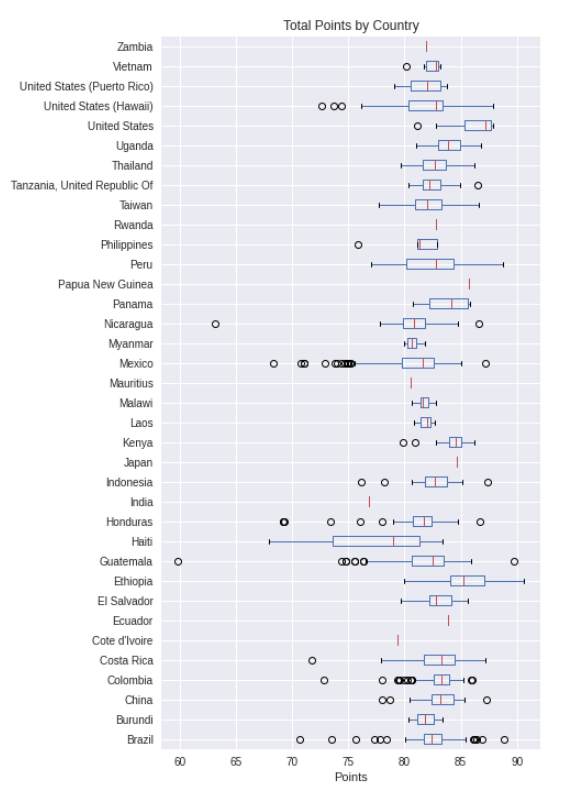 Total Points by Country
Zambia
Vietnam
United States (Puerto Rico)
United States (Hawaii)
United States
Uganda
Thailand
Tanzania, United Republic Of
Taiwan
Rwanda
Philippines
Peru
Papua New Guinea
Panama
Nicaragua
Myanmar
Mexico
Mauritius
Malawi
Laos
Kenya
Japan
Indonesia
India
Honduras
Haiti
Guatemala
Ethiopia
El Salvador
Ecuador
Cote d'Ivoire
Costa Rica
Colombia
China
Burundi
Brazil
60 65 70 75 80 85 90
Points